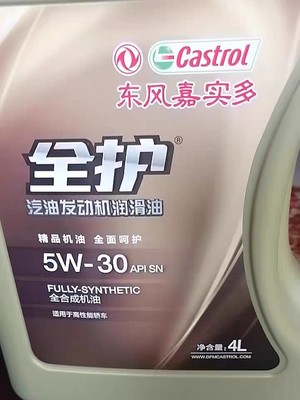 Castrol
东风嘉实多
全护®
汽油发动机润滑油
精品机油 全面呵护
5W-30 API SN
FULLY-SYNTHETIC
全合成机油
适用于高性能轿车
净含量: 4L
WWW.DFMCASTROL.COM